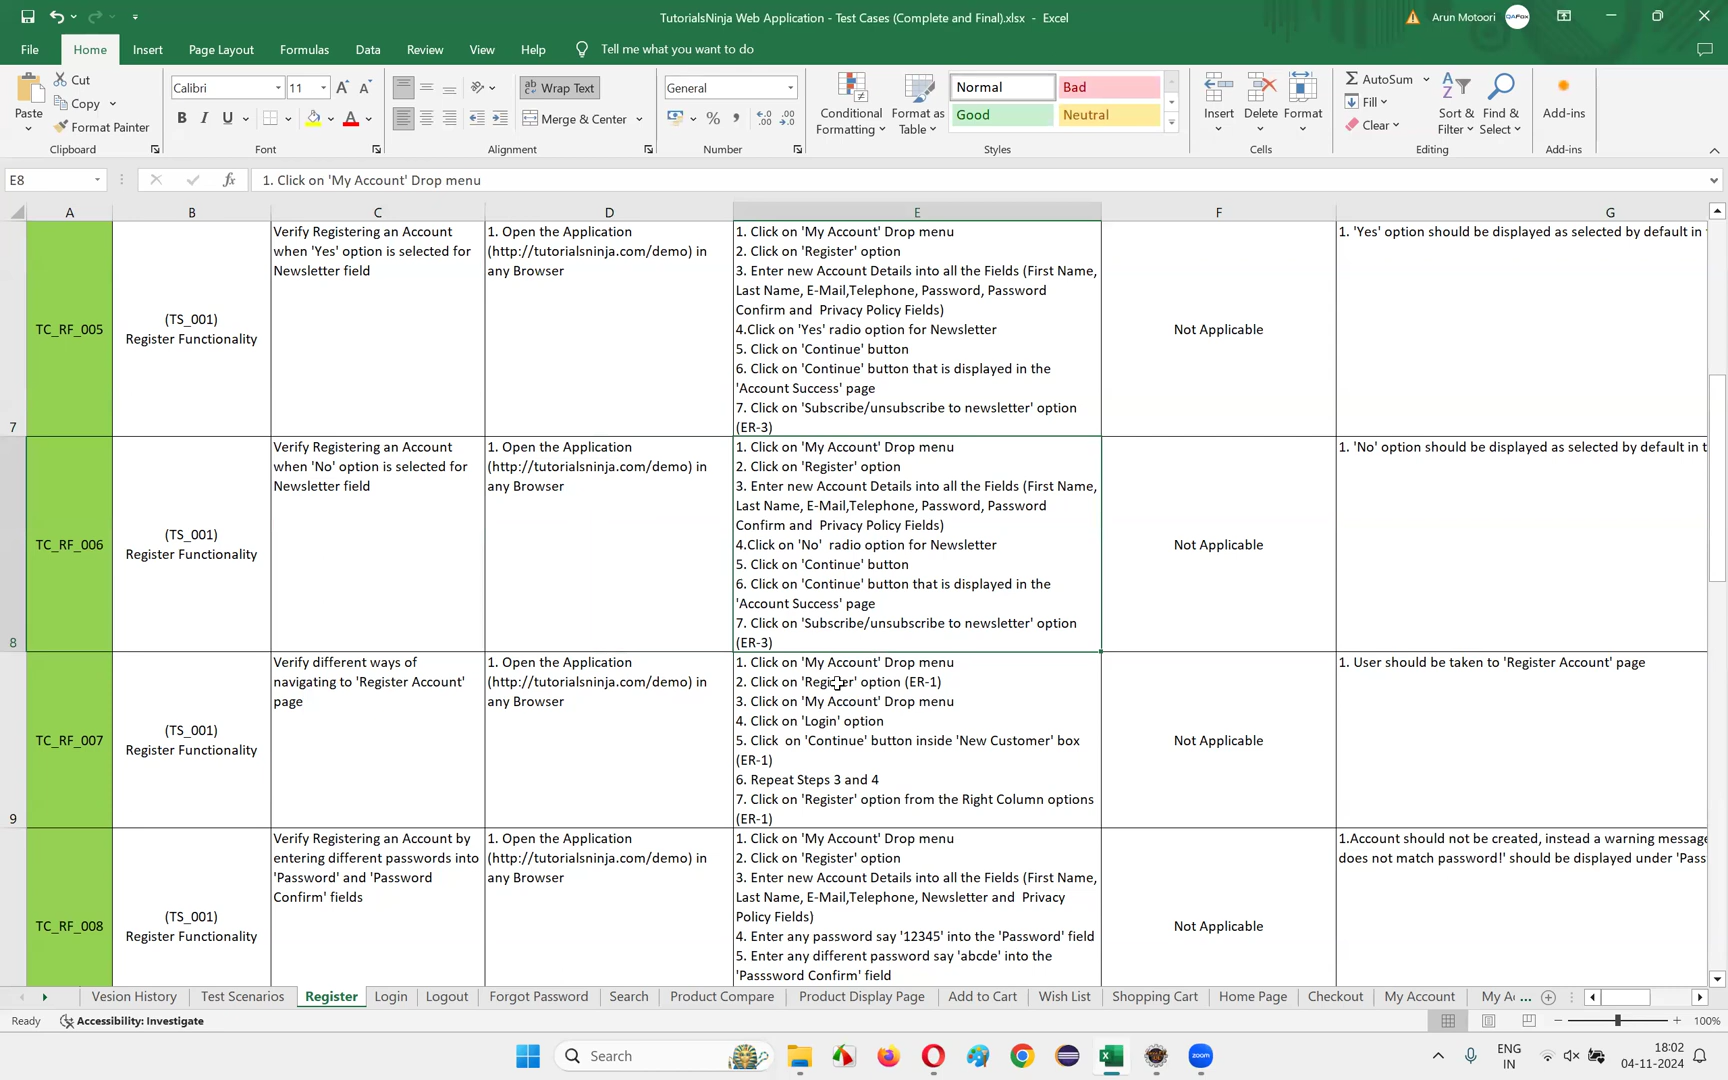 TutorialsNinja Web Application - Test Cases (Complete and Final).xlsx - Excel
Arun Motoori
QAFox
File
Home
Insert
Page Layout
Formulas
Data
Review
View
Help
Tell me what you want to do
Paste
Cut
Copy
Format Painter
Clipboard
Calibri
11
B
I
U
Font
Wrap Text
Merge & Center
Alignment
General
Number
Conditional
Formatting
Format as
Table
Normal
Bad
Good
Neutral
Styles
Insert
Delete
Format
Cells
AutoSum
Fill
Clear
Sort &
Filter
Find &
Select
Editing
Add-ins
Add-ins
E8
fx
1. Click on 'My Account' Drop menu
A
B
C
D
E
F
G
7
TC_RF_005
(TS_001)
Register Functionality
Verify Registering an Account
when 'Yes' option is selected for
Newsletter field
1. Open the Application
(http://tutorialsninja.com/demo) in
any Browser
1. Click on 'My Account' Drop menu
2. Click on 'Register' option
3. Enter new Account Details into all the Fields (First Name,
Last Name, E-Mail,Telephone, Password, Password
Confirm and  Privacy Policy Fields)
4.Click on 'Yes' radio option for Newsletter
5. Click on 'Continue' button
6. Click on 'Continue' button that is displayed in the
'Account Success' page
7. Click on 'Subscribe/unsubscribe to newsletter' option
(ER-3)
Not Applicable
1. 'Yes' option should be displayed as selected by default in
8
TC_RF_006
(TS_001)
Register Functionality
Verify Registering an Account
when 'No' option is selected for
Newsletter field
1. Open the Application
(http://tutorialsninja.com/demo) in
any Browser
1. Click on 'My Account' Drop menu
2. Click on 'Register' option
3. Enter new Account Details into all the Fields (First Name,
Last Name, E-Mail,Telephone, Password, Password
Confirm and  Privacy Policy Fields)
4.Click on 'No'  radio option for Newsletter
5. Click on 'Continue' button
6. Click on 'Continue' button that is displayed in the
'Account Success' page
7. Click on 'Subscribe/unsubscribe to newsletter' option
(ER-3)
Not Applicable
1. 'No' option should be displayed as selected by default in t
9
TC_RF_007
(TS_001)
Register Functionality
Verify different ways of
navigating to 'Register Account'
page
1. Open the Application
(http://tutorialsninja.com/demo) in
any Browser
1. Click on 'My Account' Drop menu
2. Click on 'Register' option (ER-1)
3. Click on 'My Account' Drop menu
4. Click on 'Login' option
5. Click  on 'Continue' button inside 'New Customer' box
(ER-1)
6. Repeat Steps 3 and 4
7. Click on 'Register' option from the Right Column options
(ER-1)
Not Applicable
1. User should be taken to 'Register Account' page
TC_RF_008
(TS_001)
Register Functionality
Verify Registering an Account by
entering different passwords into
'Password' and 'Password
Confirm' fields
1. Open the Application
(http://tutorialsninja.com/demo) in
any Browser
1. Click on 'My Account' Drop menu
2. Click on 'Register' option
3. Enter new Account Details into all the Fields (First Name,
Last Name, E-Mail,Telephone, Newsletter and  Privacy
Policy Fields)
4. Enter any password say '12345' into the 'Password' field
5. Enter any different password say 'abcde' into the
'Passsword Confirm' field
Not Applicable
1.Account should not be created, instead a warning messag
does not match password!' should be displayed under 'Pass
Vesion History
Test Scenarios
Register
Login
Logout
Forgot Password
Search
Product Compare
Product Display Page
Add to Cart
Wish List
Shopping Cart
Home Page
Checkout
My Account
My Ac ...
Ready
Accessibility: Investigate
100%
Search
zoom
ENG
IN
18:02
04-11-2024